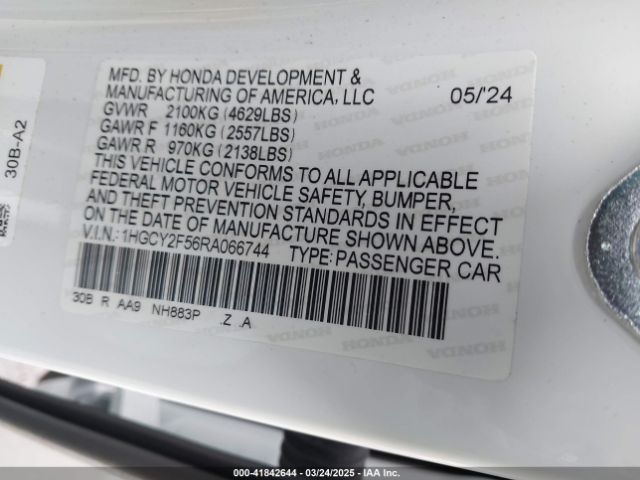 MFD. BY HONDA DEVELOPMENT &
MANUFACTURING OF AMERICA, LLC 05/'24
GVWR 2100KG (4629LBS)
GAWR F 1160KG (2557LBS)
GAWR R 970KG (2138LBS)
THIS VEHICLE CONFORMS TO ALL APPLICABLE
FEDERAL MOTOR VEHICLE SAFETY, BUMPER,
AND THEFT PREVENTION STANDARDS IN EFFECT
ON THE DATE OF MANUFACTURE SHOWN ABOVE.
V.I.N.: 1HGCY2F56RA066744 TYPE: PASSENGER CAR
30B R AA9 NH883P .Z .A
30B-A2
HONDA
000-41842644 - 03/24/2025 - IAA Inc.